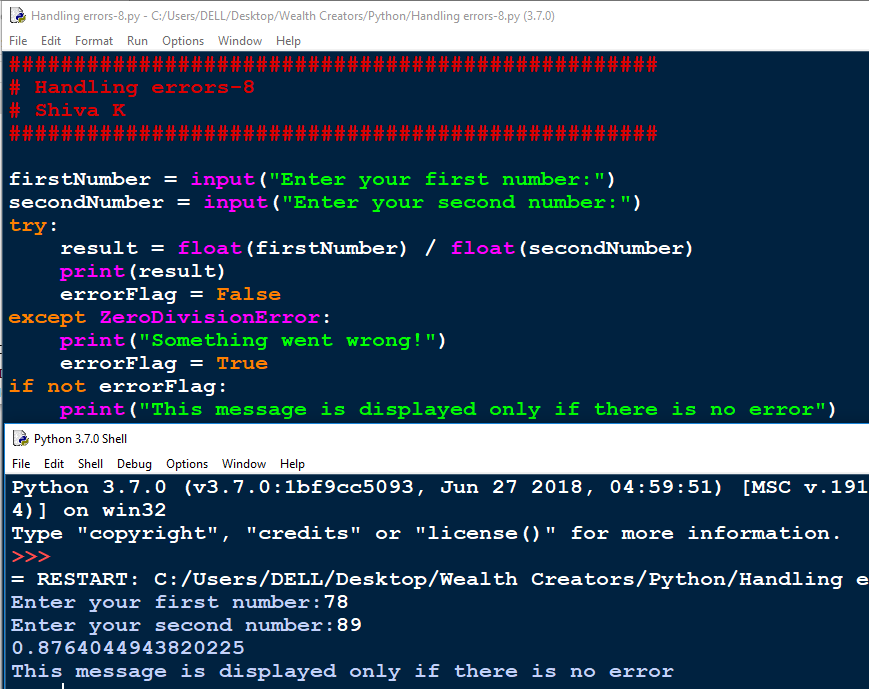 Handling errors-8.py - C:/Users/DELL/Desktop/Wealth Creators/Python/Handling errors-8.py (3.7.0)
File Edit Format Run Options Window Help
##################################################
# Handling errors-8
# Shiva K
##################################################
firstNumber = input("Enter your first number:")
secondNumber = input("Enter your second number:")
try:
    result = float(firstNumber) / float(secondNumber)
    print(result)
    errorFlag = False
except ZeroDivisionError:
    print("Something went wrong!")
    errorFlag = True
if not errorFlag:
    print("This message is displayed only if there is no error")
Python 3.7.0 Shell
File Edit Shell Debug Options Window Help
Python 3.7.0 (v3.7.0:1bf9cc5093, Jun 27 2018, 04:59:51) [MSC v.191
4)] on win32
Type "copyright", "credits" or "license()" for more information.
>>>
= RESTART: C:/Users/DELL/Desktop/Wealth Creators/Python/Handling e
Enter your first number:78
Enter your second number:89
0.8764044943820225
This message is displayed only if there is no error